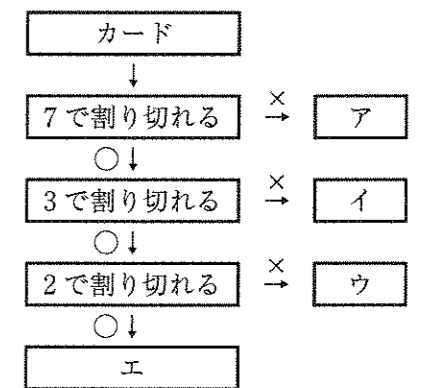 カード
↓
7で割り切れる × → ア
○↓
3で割り切れる × → イ
○↓
2で割り切れる × → ウ
○↓
エ